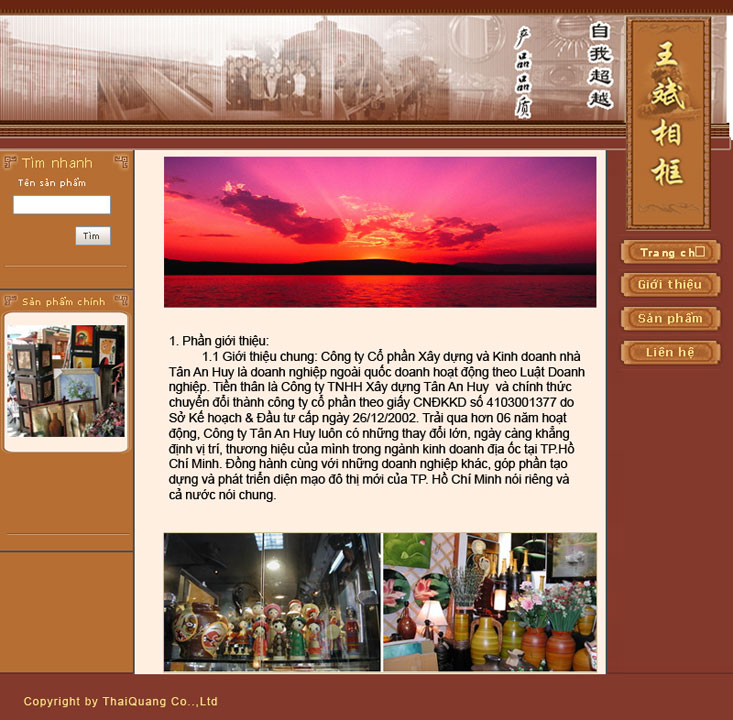 产品品质
自我超越
王斌相框
Tìm nhanh
Tên sản phẩm
Tìm
Sản phẩm chính
1. Phần giới thiệu:
1.1 Giới thiệu chung: Công ty Cổ phần Xây dựng và Kinh doanh nhà
Tân An Huy là doanh nghiệp ngoài quốc doanh hoạt động theo Luật Doanh
nghiệp. Tiền thân là Công ty TNHH Xây dựng Tân An Huy và chính thức
chuyển đổi thành công ty cổ phần theo giấy CNĐKKD số 4103001377 do
Sở Kế hoạch & Đầu tư cấp ngày 26/12/2002. Trải qua hơn 06 năm hoạt
động, Công ty Tân An Huy luôn có những thay đổi lớn, ngày càng khẳng
định vị trí, thương hiệu của mình trong ngành kinh doanh địa ốc tại TP.Hồ
Chí Minh. Đồng hành cùng với những doanh nghiệp khác, góp phần tạo
dựng và phát triển diện mạo đô thị mới của TP. Hồ Chí Minh nói riêng và
cả nước nói chung.
Trang ch□
Giới thiệu
Sản phẩm
Liên hệ
Copyright by ThaiQuang Co..,Ltd